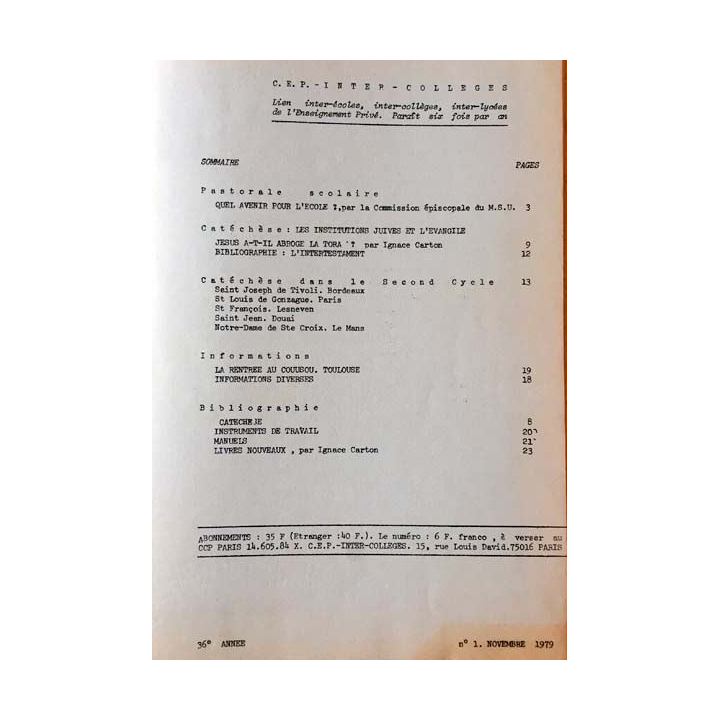 C.E.P.-INTER-COLLEGES
Lien inter-écoles, inter-collèges, inter-lycées
de l'Enseignement Privé. Paraît six fois par an
SOMMAIRE PAGES
Pastorale scolaire
QUEL AVENIR POUR L'ECOLE ?,par la Commission épiscopale du M.S.U. 3
Catéchèse: LES INSTITUTIONS JUIVES ET L'EVANGILE
JESUS A-T-IL ABROGE LA TORA ? par Ignace Carton 9
BIBLIOGRAPHIE : L'INTERTESTAMENT 12
Catéchèse dans le Second Cycle 13
Saint Joseph de Tivoli. Bordeaux
St Louis de Gonzague. Paris
St François. Lesneven
Saint Jean. Douai
Notre-Dame de Ste Croix. Le Mans
Informations
LA RENTREE AU COUUSOU. TOULOUSE 19
INFORMATIONS DIVERSES 18
Bibliographie
CATECHEJE 8
INSTRUMENTS DE TRAVAIL 20
MANUELS 21
LIVRES NOUVEAUX , par Ignace Carton 23
ABONNEMENTS : 35 F (Etranger :40 F.). Le numéro : 6 F. franco , à verser au
CCP PARIS 14.605.84 X. C.E.P.-INTER-COLLEGES. 15, rue Louis David.75016 PARIS
36° ANNEE n° 1. NOVEMBRE 1979